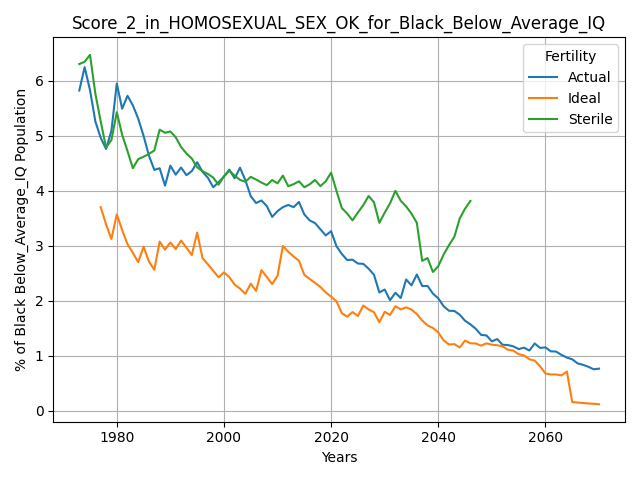 Score_2_in_HOMOSEXUAL_SEX_OK_for_Black_Below_Average_IQ
% of Black Below_Average_IQ Population
6
5
4
3
2
1
0
Fertility
Actual
Ideal
Sterile
1980 2000 2020 2040 2060
Years